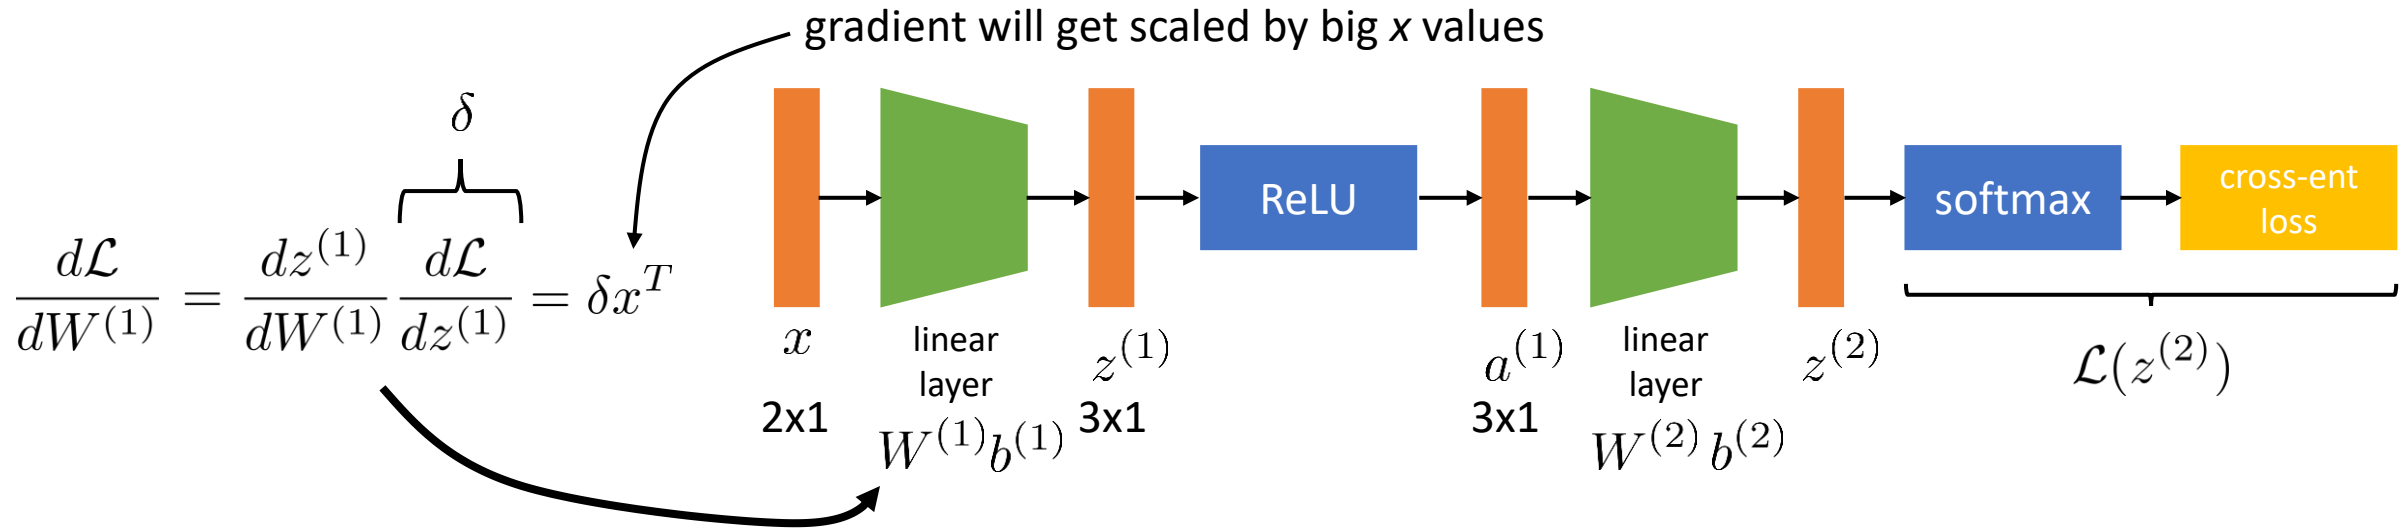 gradient will get scaled by big x values
δ
dℒ/dW⁽¹⁾ = dz⁽¹⁾/dW⁽¹⁾ dℒ/dz⁽¹⁾ = δxᵀ
ReLU
softmax
cross-ent
loss
x
linear
layer
z⁽¹⁾
a⁽¹⁾
linear
layer
z⁽²⁾
ℒ(z⁽²⁾)
2x1
W⁽¹⁾ b⁽¹⁾
3x1
3x1
W⁽²⁾ b⁽²⁾